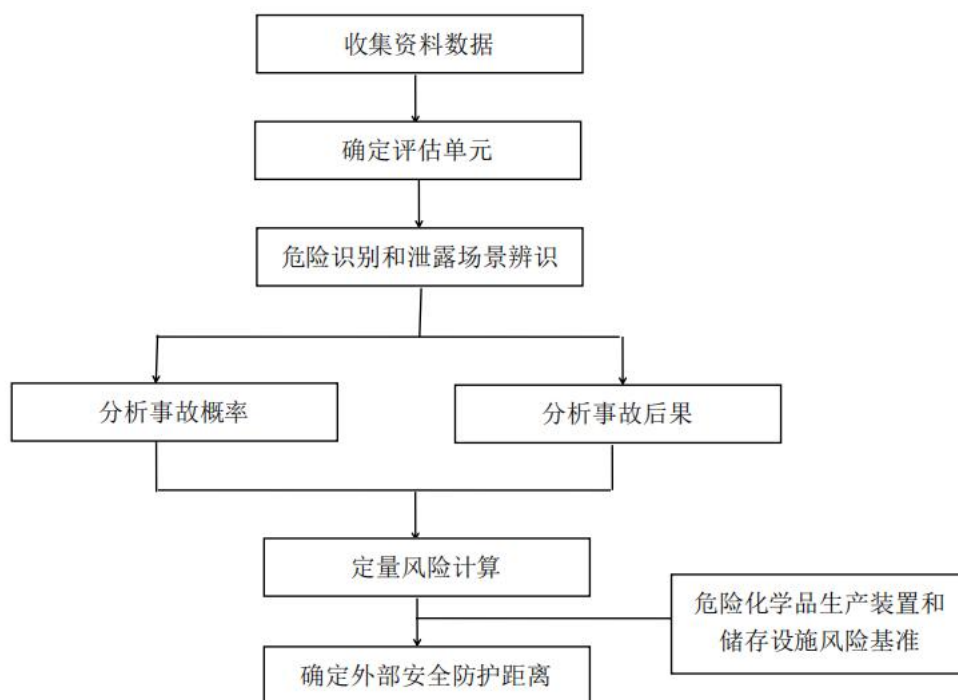 收集资料数据
确定评估单元
危险识别和泄露场景辨识
分析事故概率
分析事故后果
定量风险计算
危险化学品生产装置和
储存设施风险基准
确定外部安全防护距离